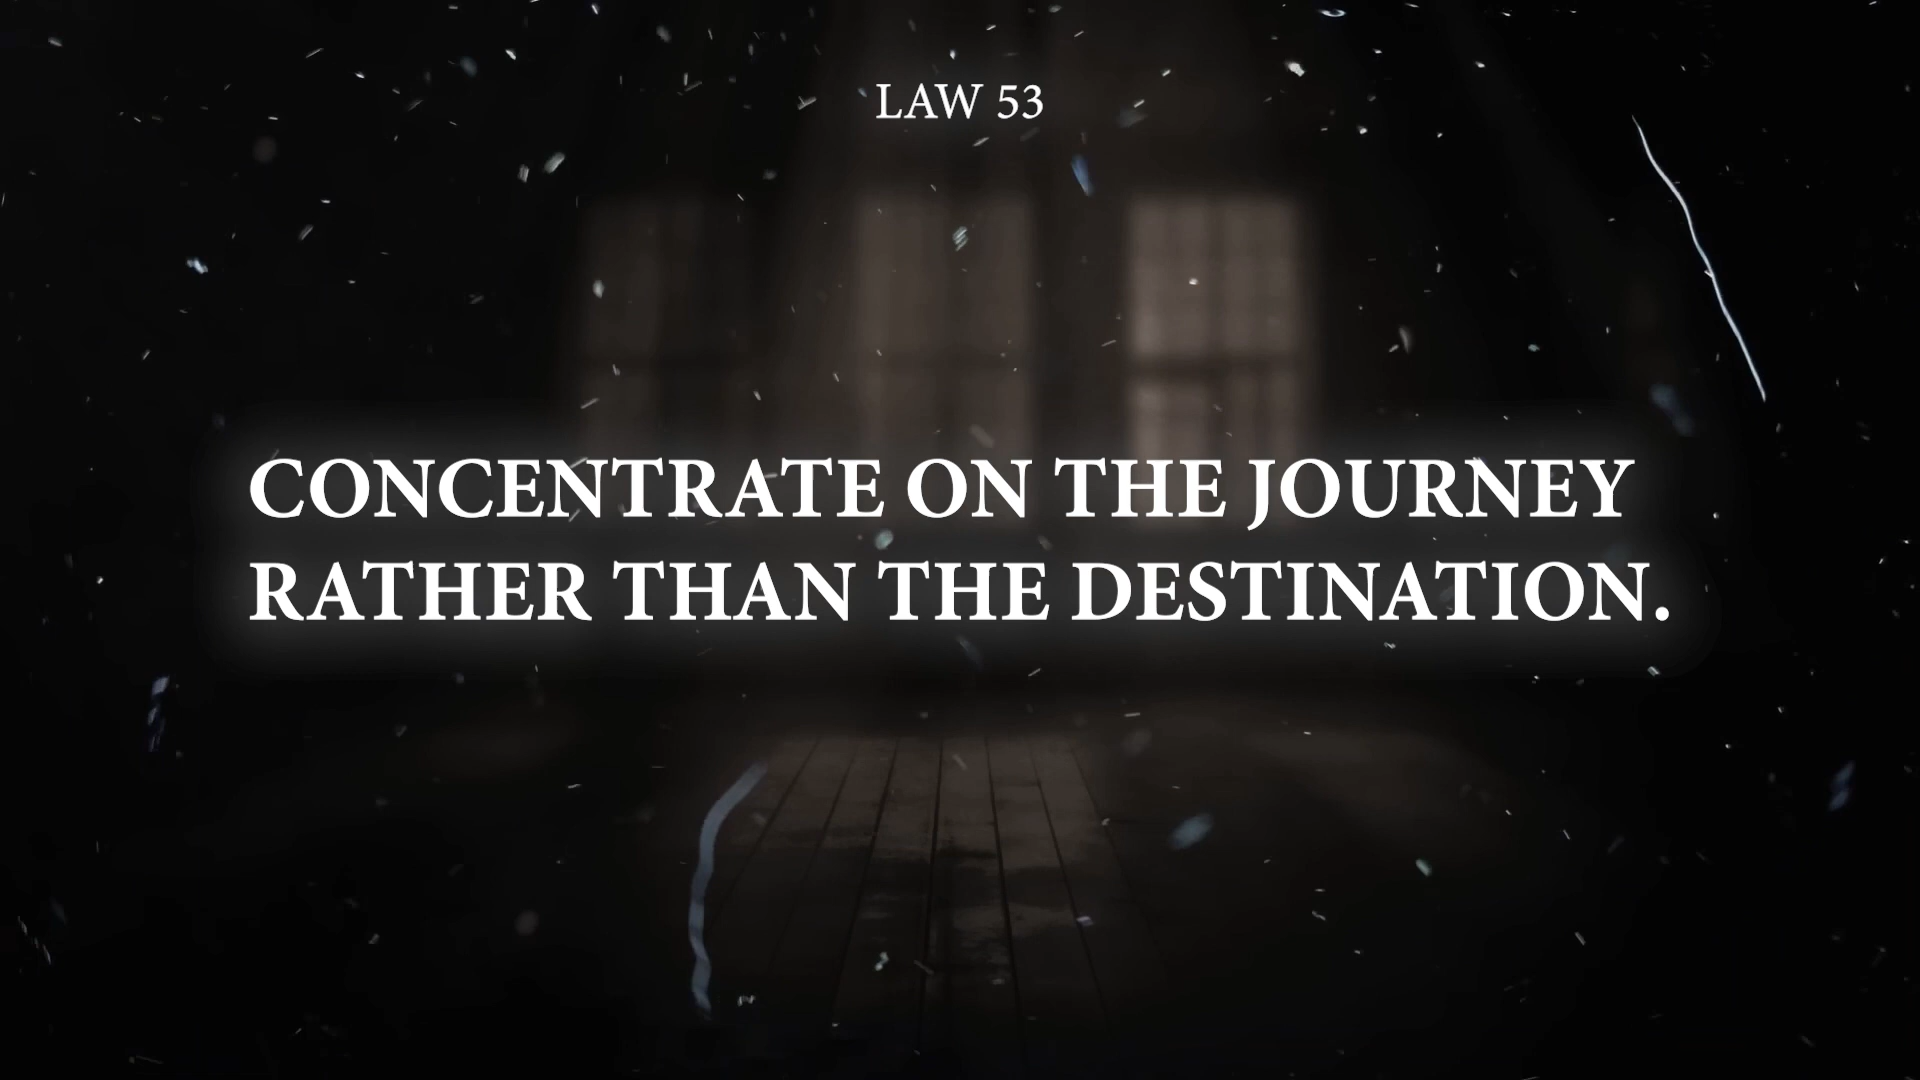 LAW 53
CONCENTRATE ON THE JOURNEY
RATHER THAN THE DESTINATION.